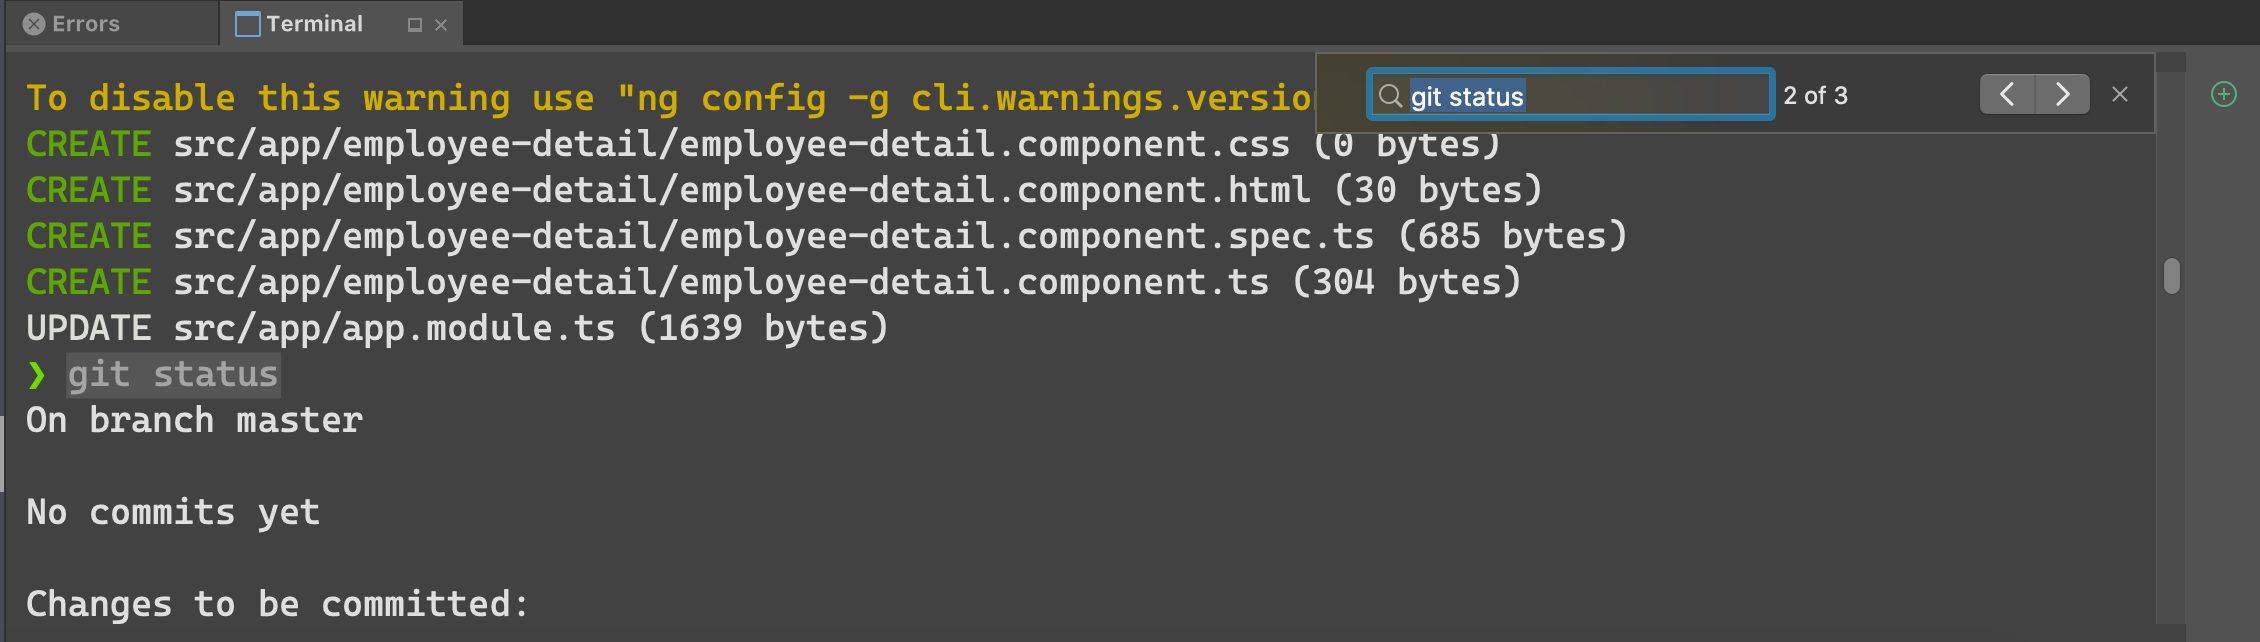 Errors
Terminal
To disable this warning use "ng config -g cli.warnings.versio
git status
2 of 3
CREATE src/app/employee-detail/employee-detail.component.css (0 bytes)
CREATE src/app/employee-detail/employee-detail.component.html (30 bytes)
CREATE src/app/employee-detail/employee-detail.component.spec.ts (685 bytes)
CREATE src/app/employee-detail/employee-detail.component.ts (304 bytes)
UPDATE src/app/app.module.ts (1639 bytes)
❯ git status
On branch master
No commits yet
Changes to be committed: